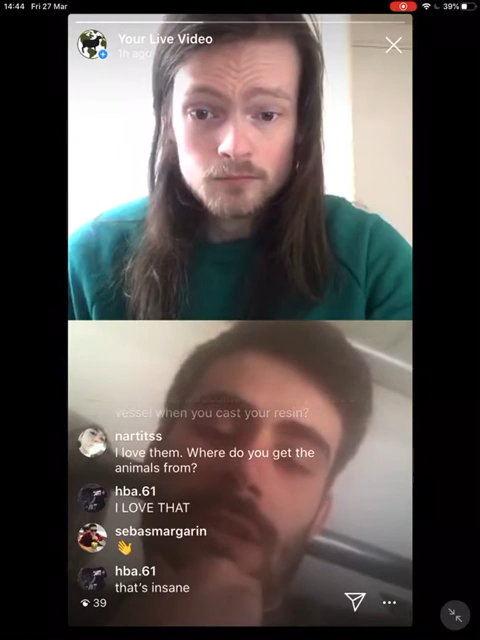 14:44 Fri 27 Mar
39%
Your Live Video
1h ago
vessel when you cast your resin?
nartitss
I love them. Where do you get the
animals from?
hba.61
I LOVE THAT
sebasmargarin
👋
hba.61
that's insane
39